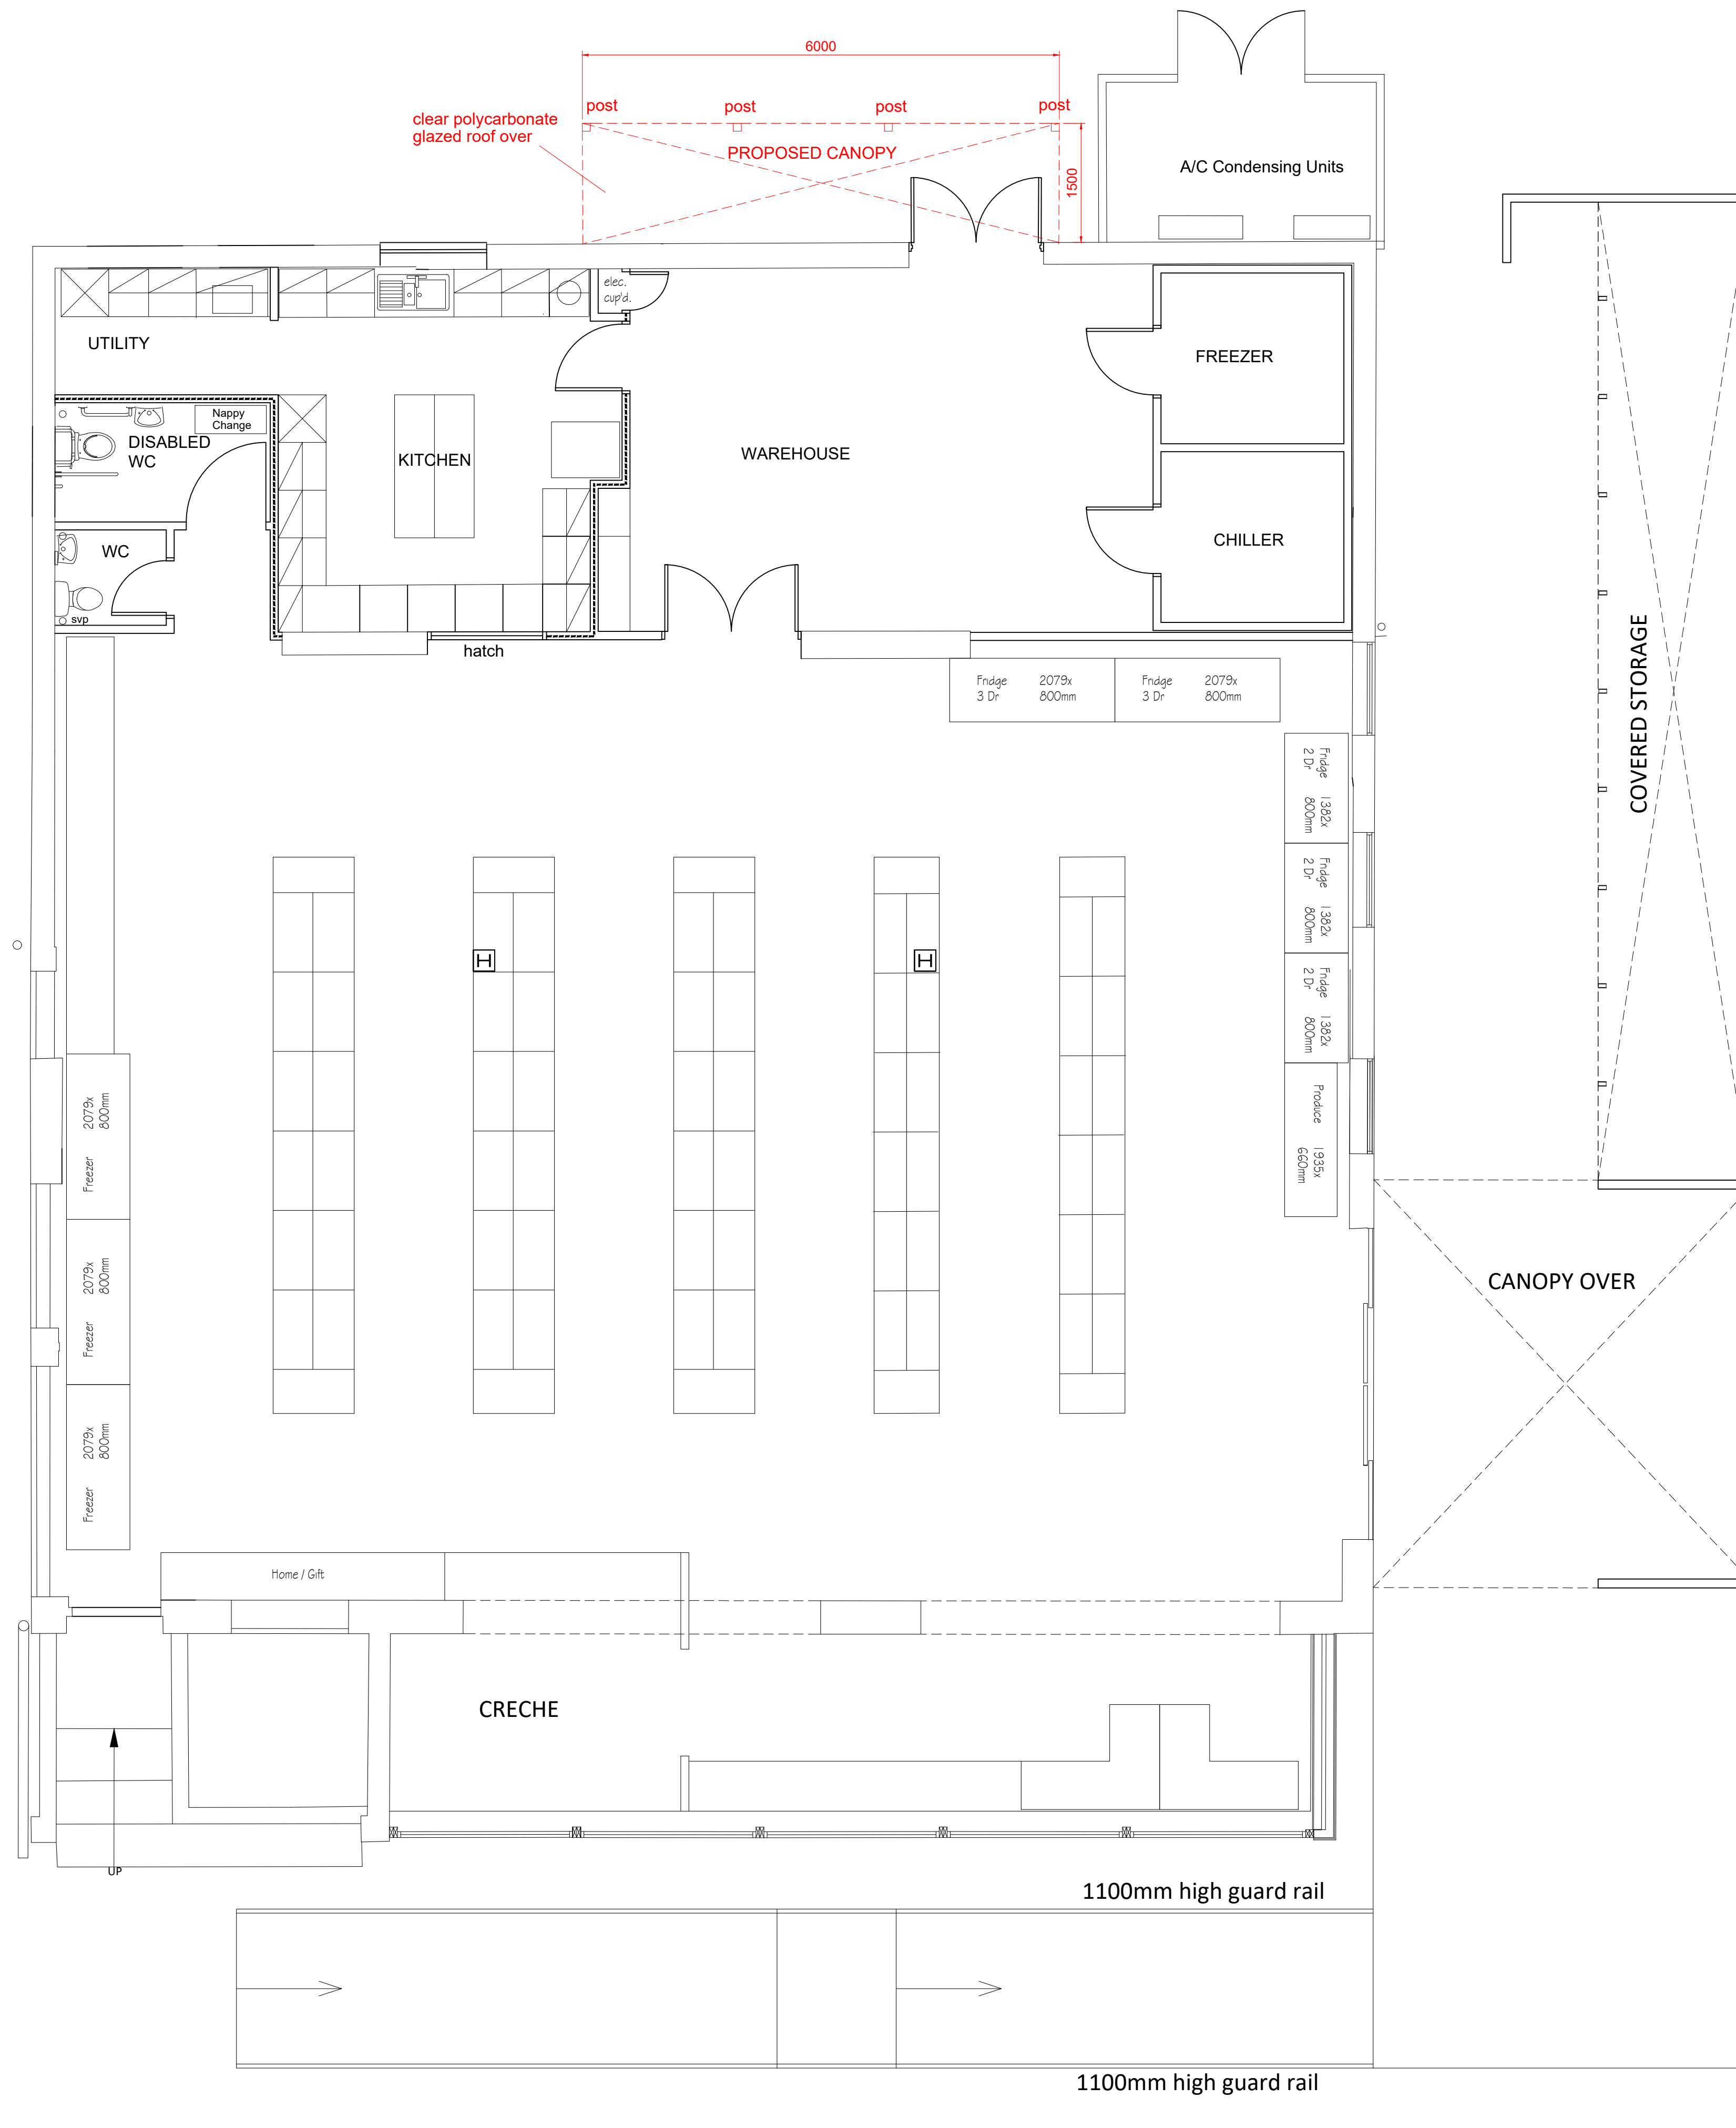 6000
post
post
post
post
clear polycarbonate
glazed roof over
PROPOSED CANOPY
1500
A/C Condensing Units
elec.
cup'd.
UTILITY
FREEZER
Nappy
Change
DISABLED
WC
KITCHEN
WAREHOUSE
WC
CHILLER
svp
hatch
COVERED STORAGE
Fridge 2079x
3 Dr 800mm
Fridge 2079x
3 Dr 800mm
Fridge 1382x
2 Dr 800mm
Fridge 1382x
2 Dr 800mm
Fridge 1382x
2 Dr 800mm
H
H
Produce 1935x
660mm
Freezer 2079x
800mm
Freezer 2079x
800mm
Freezer 2079x
800mm
CANOPY OVER
Home / Gift
CRECHE
UP
1100mm high guard rail
1100mm high guard rail